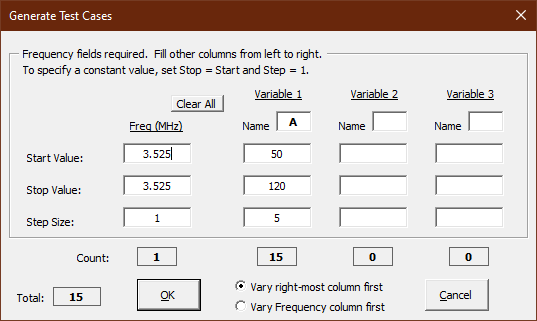 Generate Test Cases
Frequency fields required. Fill other columns from left to right.
To specify a constant value, set Stop = Start and Step = 1.
Clear All
Variable 1 Variable 2 Variable 3
Freq (MHz) Name A Name Name
Start Value: 3.525 50
Stop Value: 3.525 120
Step Size: 1 5
Count: 1 15 0 0
Total: 15 OK Cancel
Vary right-most column first
Vary Frequency column first